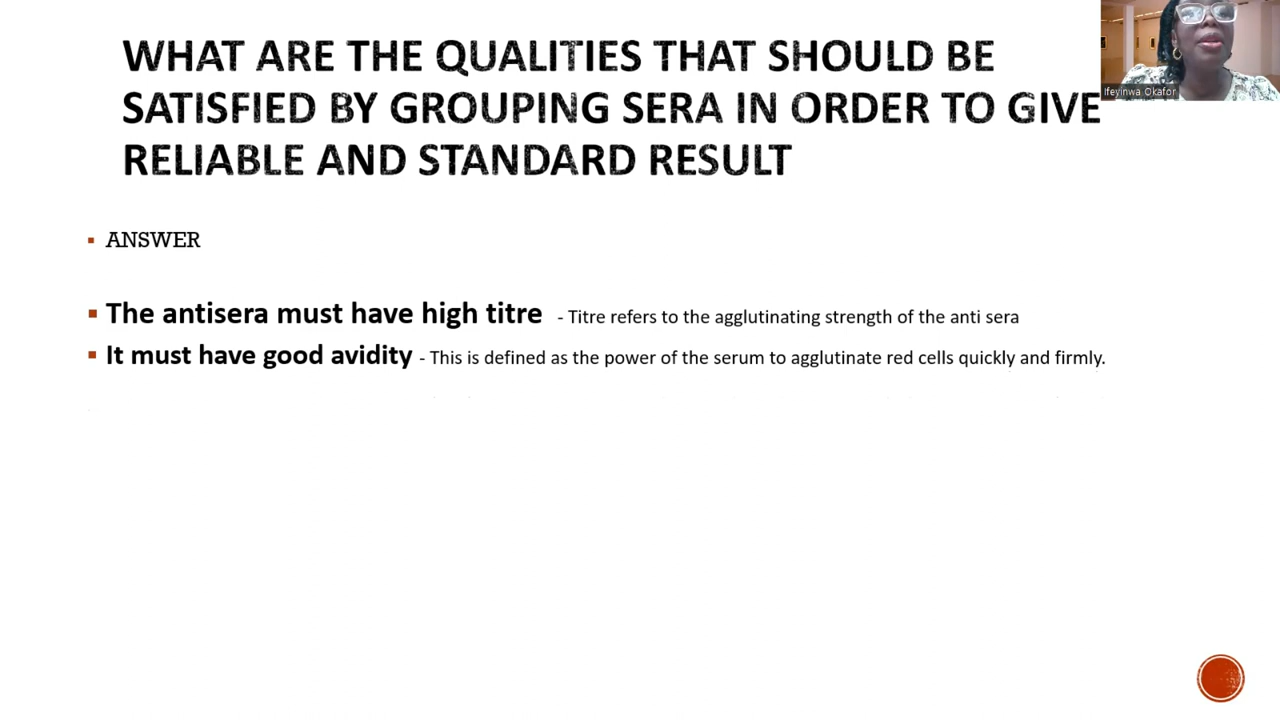 WHAT ARE THE QUALITIES THAT SHOULD BE
SATISFIED BY GROUPING SERA IN ORDER TO GIVE
RELIABLE AND STANDARD RESULT
Ifeyinwa Okafor
▪ ANSWER
▪ The antisera must have high titre - Titre refers to the agglutinating strength of the anti sera
▪ It must have good avidity - This is defined as the power of the serum to agglutinate red cells quickly and firmly.